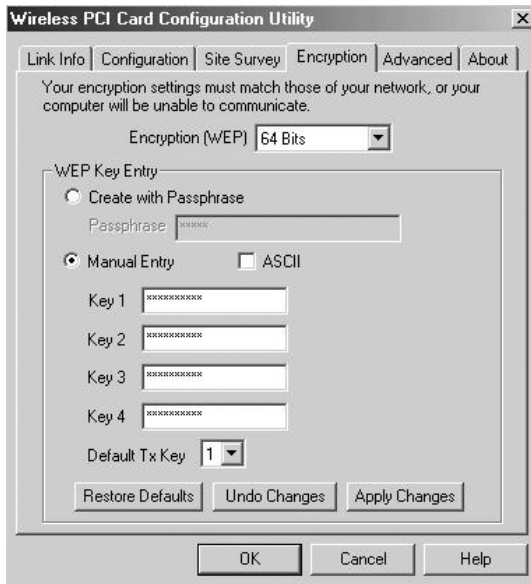 Wireless PCI Card Configuration Utility
Link Info Configuration Site Survey Encryption Advanced About
Your encryption settings must match those of your network, or your
computer will be unable to communicate.
Encryption (WEP) 64 Bits
WEP Key Entry
Create with Passphrase
Passphrase *****
Manual Entry ASCII
Key 1 **********
Key 2 **********
Key 3 **********
Key 4 **********
Default Tx Key 1
Restore Defaults Undo Changes Apply Changes
OK Cancel Help